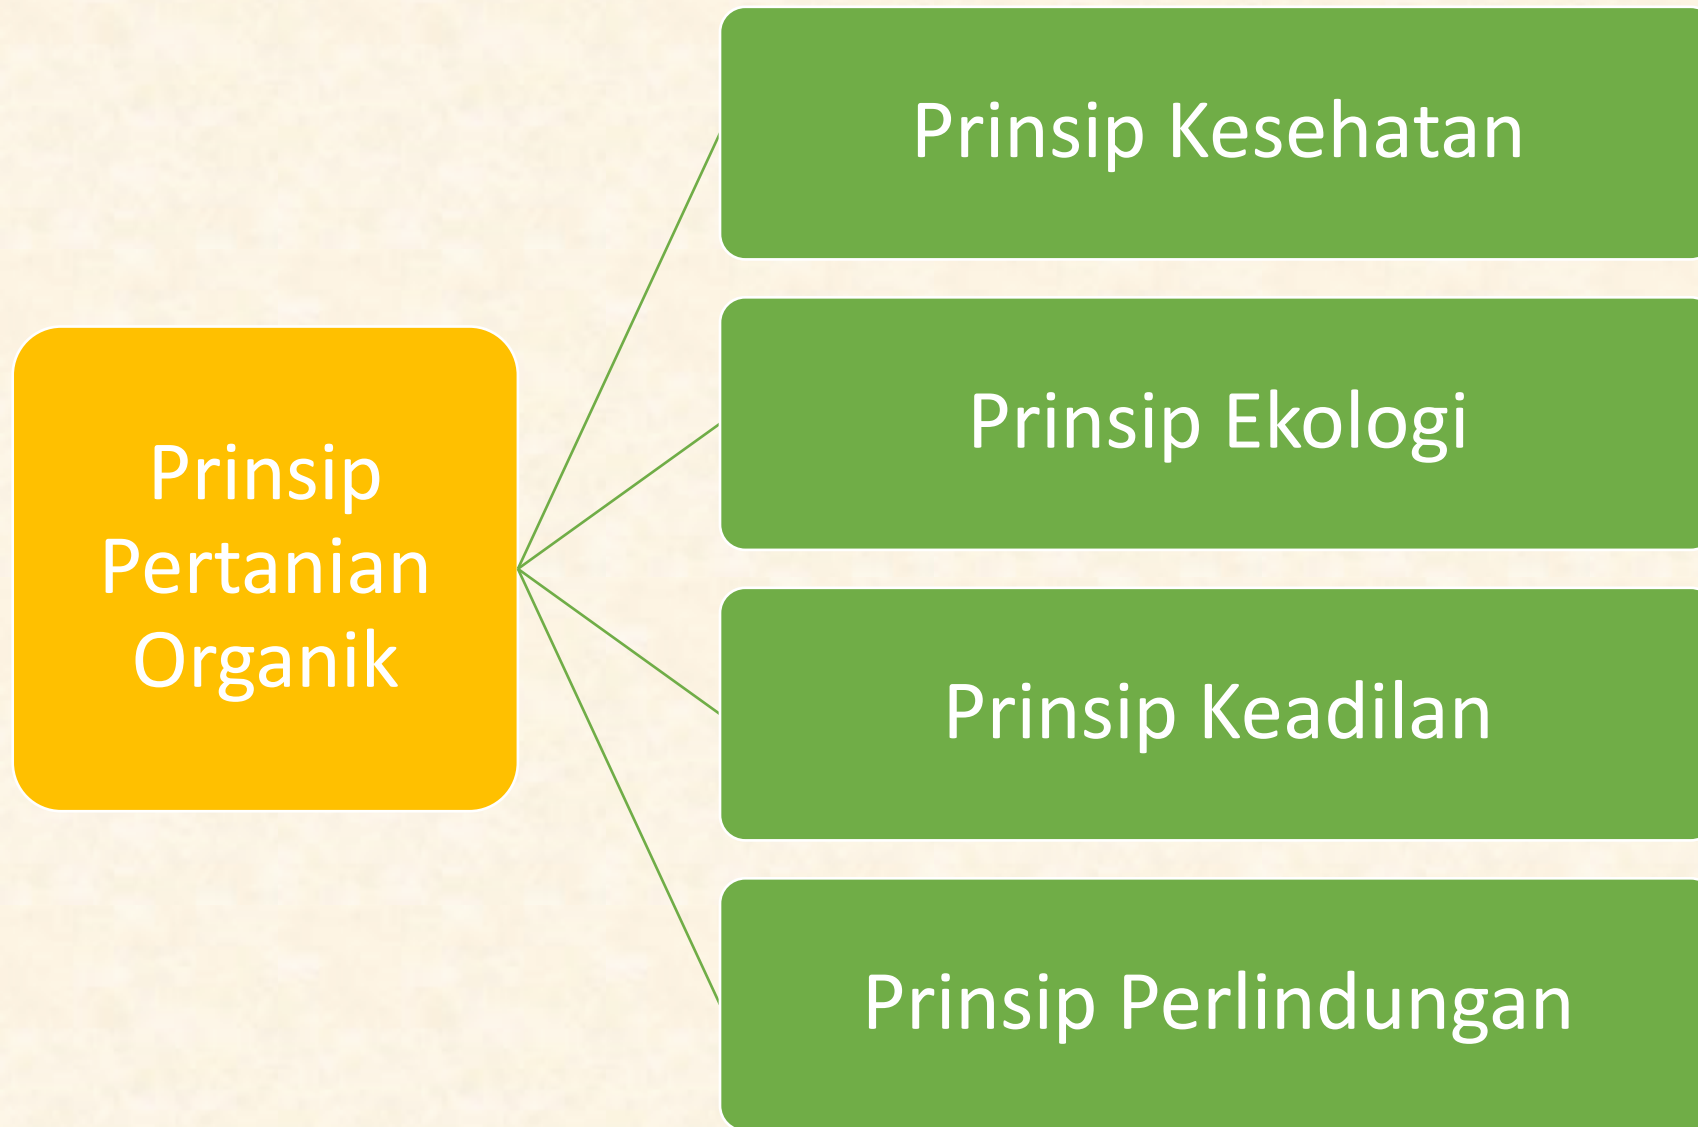 Prinsip
Pertanian
Organik
Prinsip Kesehatan
Prinsip Ekologi
Prinsip Keadilan
Prinsip Perlindungan